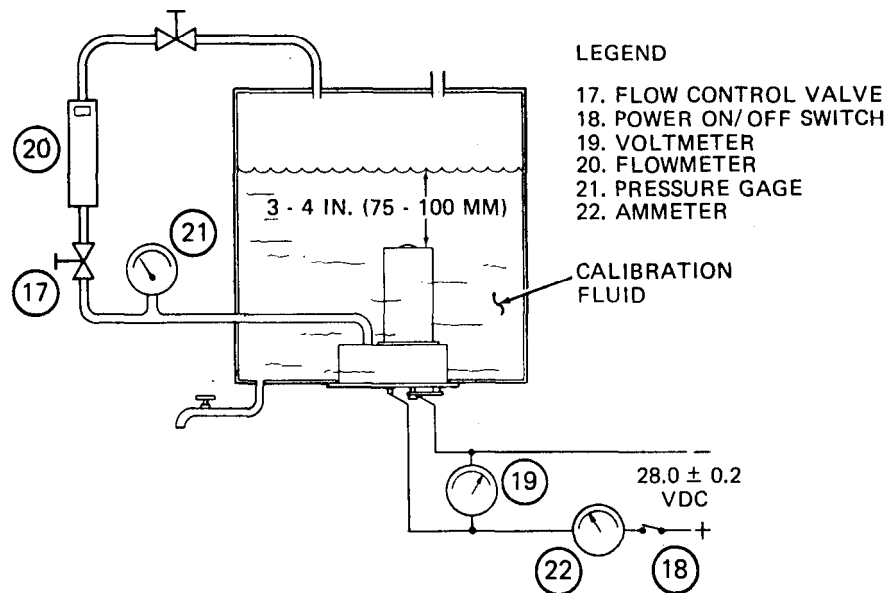 LEGEND
17. FLOW CONTROL VALVE
18. POWER ON/OFF SWITCH
19. VOLTMETER
20. FLOWMETER
21. PRESSURE GAGE
22. AMMETER
CALIBRATION
FLUID
3 - 4 IN. (75 - 100 MM)
20
21
17
19
28.0 ± 0.2
VDC
22
18